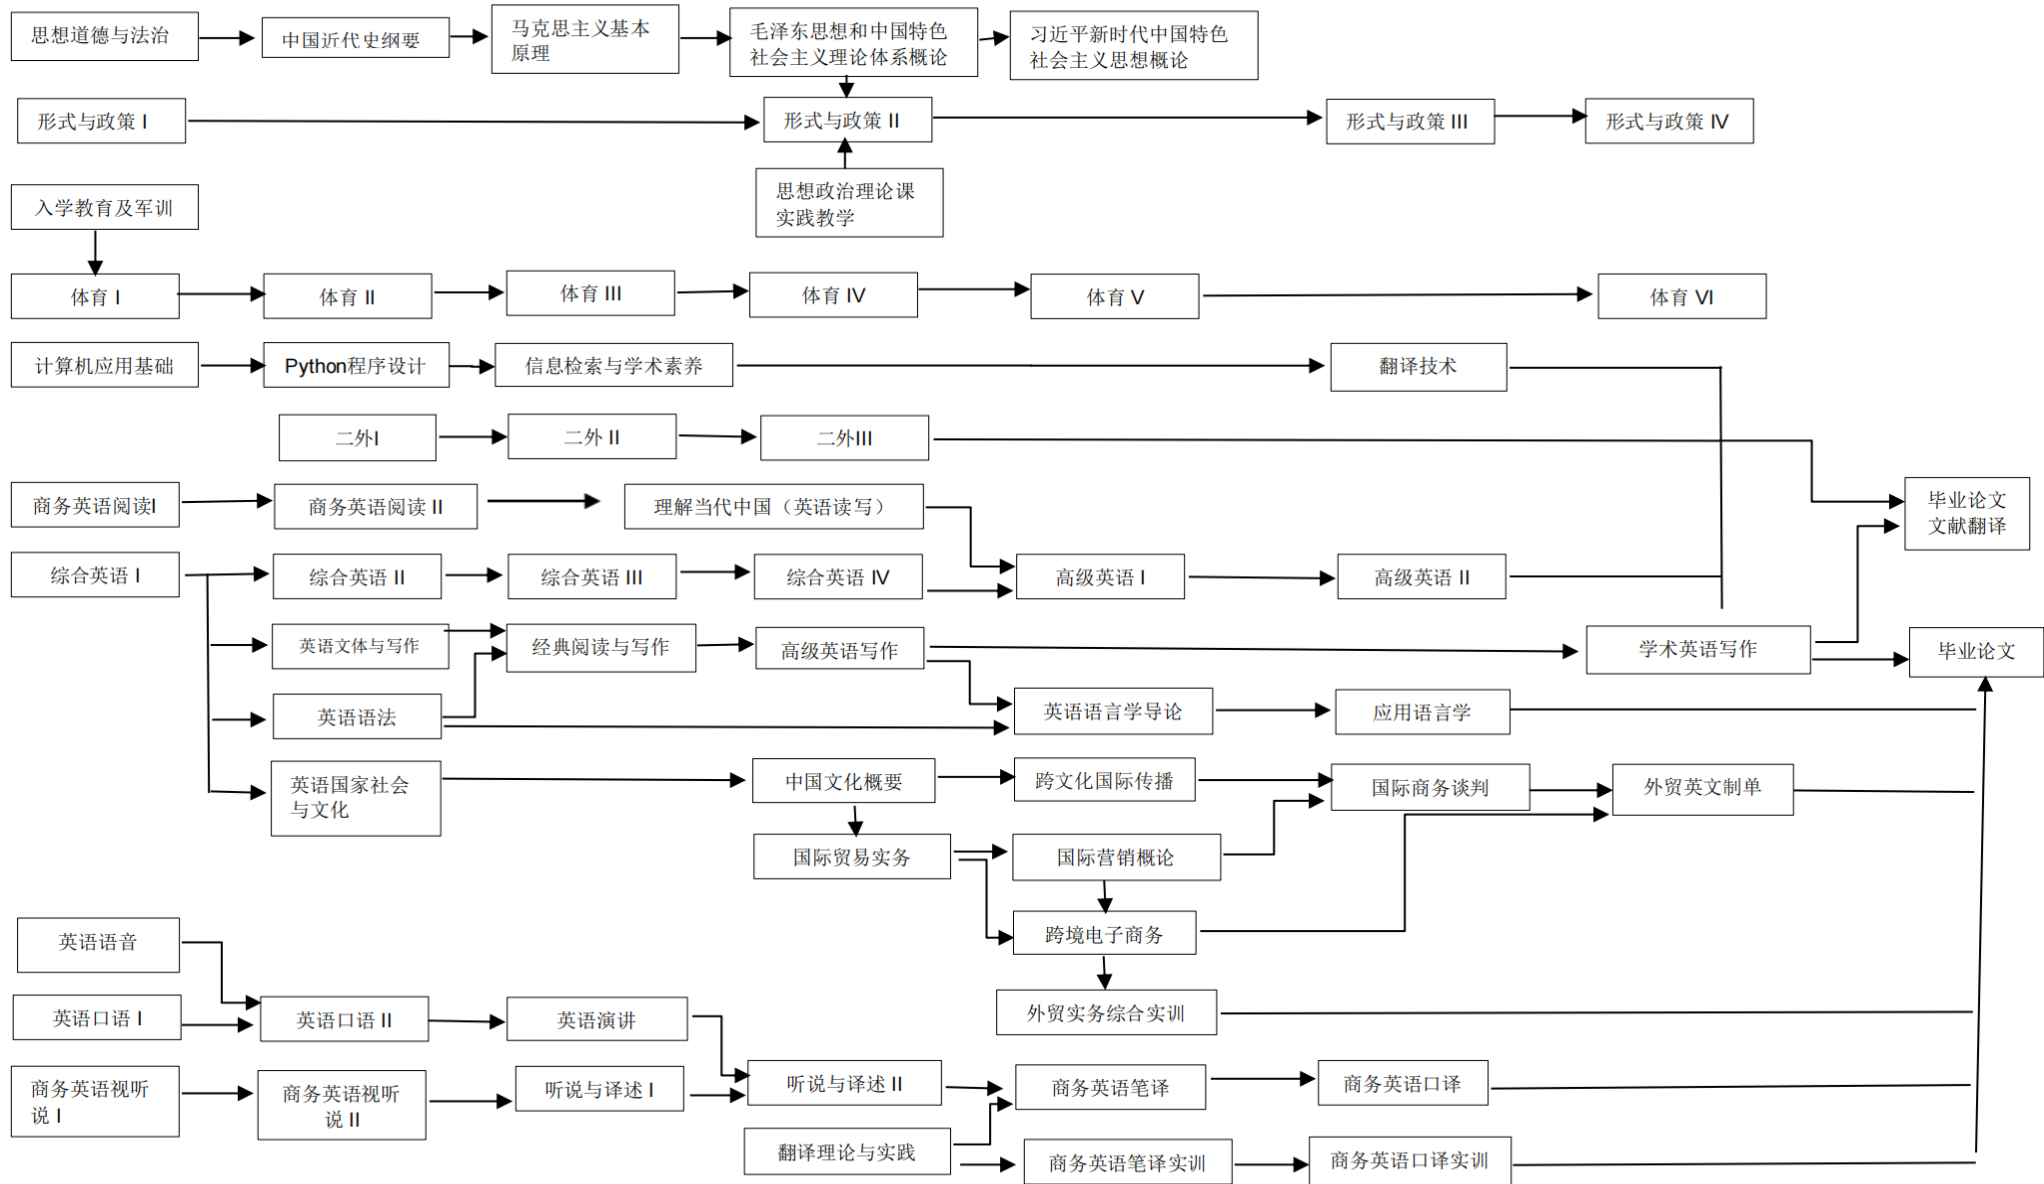 思想道德与法治
中国近代史纲要
马克思主义基本
原理
毛泽东思想和中国特色
社会主义理论体系概论
习近平新时代中国特色
社会主义思想概论
形式与政策 I
形式与政策 II
形式与政策 III
形式与政策 IV
思想政治理论课
实践教学
入学教育及军训
体育 I
体育 II
体育 III
体育 IV
体育 V
体育 VI
计算机应用基础
Python程序设计
信息检索与学术素养
翻译技术
二外I
二外 II
二外III
商务英语阅读I
商务英语阅读 II
理解当代中国（英语读写）
毕业论文
文献翻译
综合英语 I
综合英语 II
综合英语 III
综合英语 IV
高级英语 I
高级英语 II
英语文体与写作
经典阅读与写作
高级英语写作
学术英语写作
毕业论文
英语语法
英语语言学导论
应用语言学
英语国家社会
与文化
中国文化概要
跨文化国际传播
国际商务谈判
外贸英文制单
国际贸易实务
国际营销概论
英语语音
跨境电子商务
英语口语 I
英语口语 II
英语演讲
外贸实务综合实训
商务英语视听
说 I
商务英语视听
说 II
听说与译述 I
听说与译述 II
商务英语笔译
商务英语口译
翻译理论与实践
商务英语笔译实训
商务英语口译实训